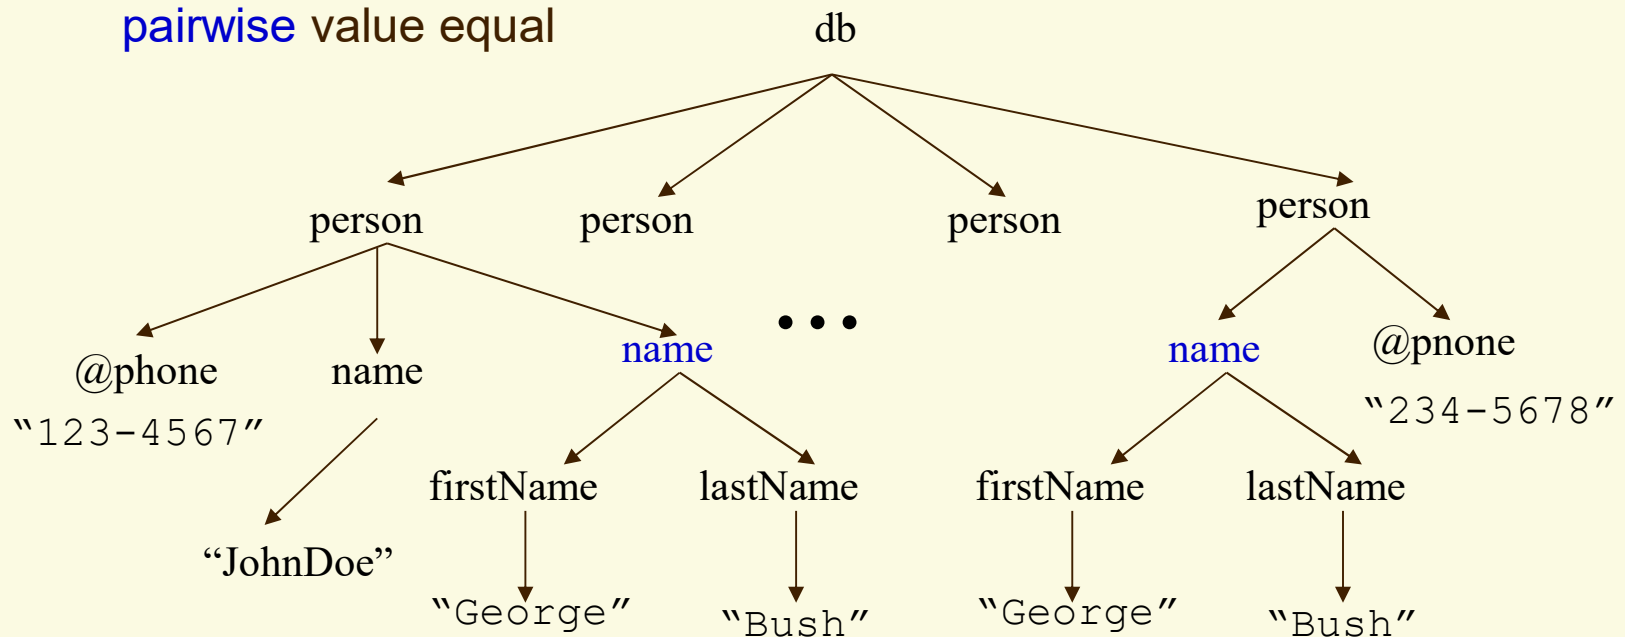 pairwise value equal
db
person person person person
• • •
@phone name name name @pnone
“123-4567” “234-5678”
firstName lastName firstName lastName
“JohnDoe”
“George” “Bush” “George” “Bush”